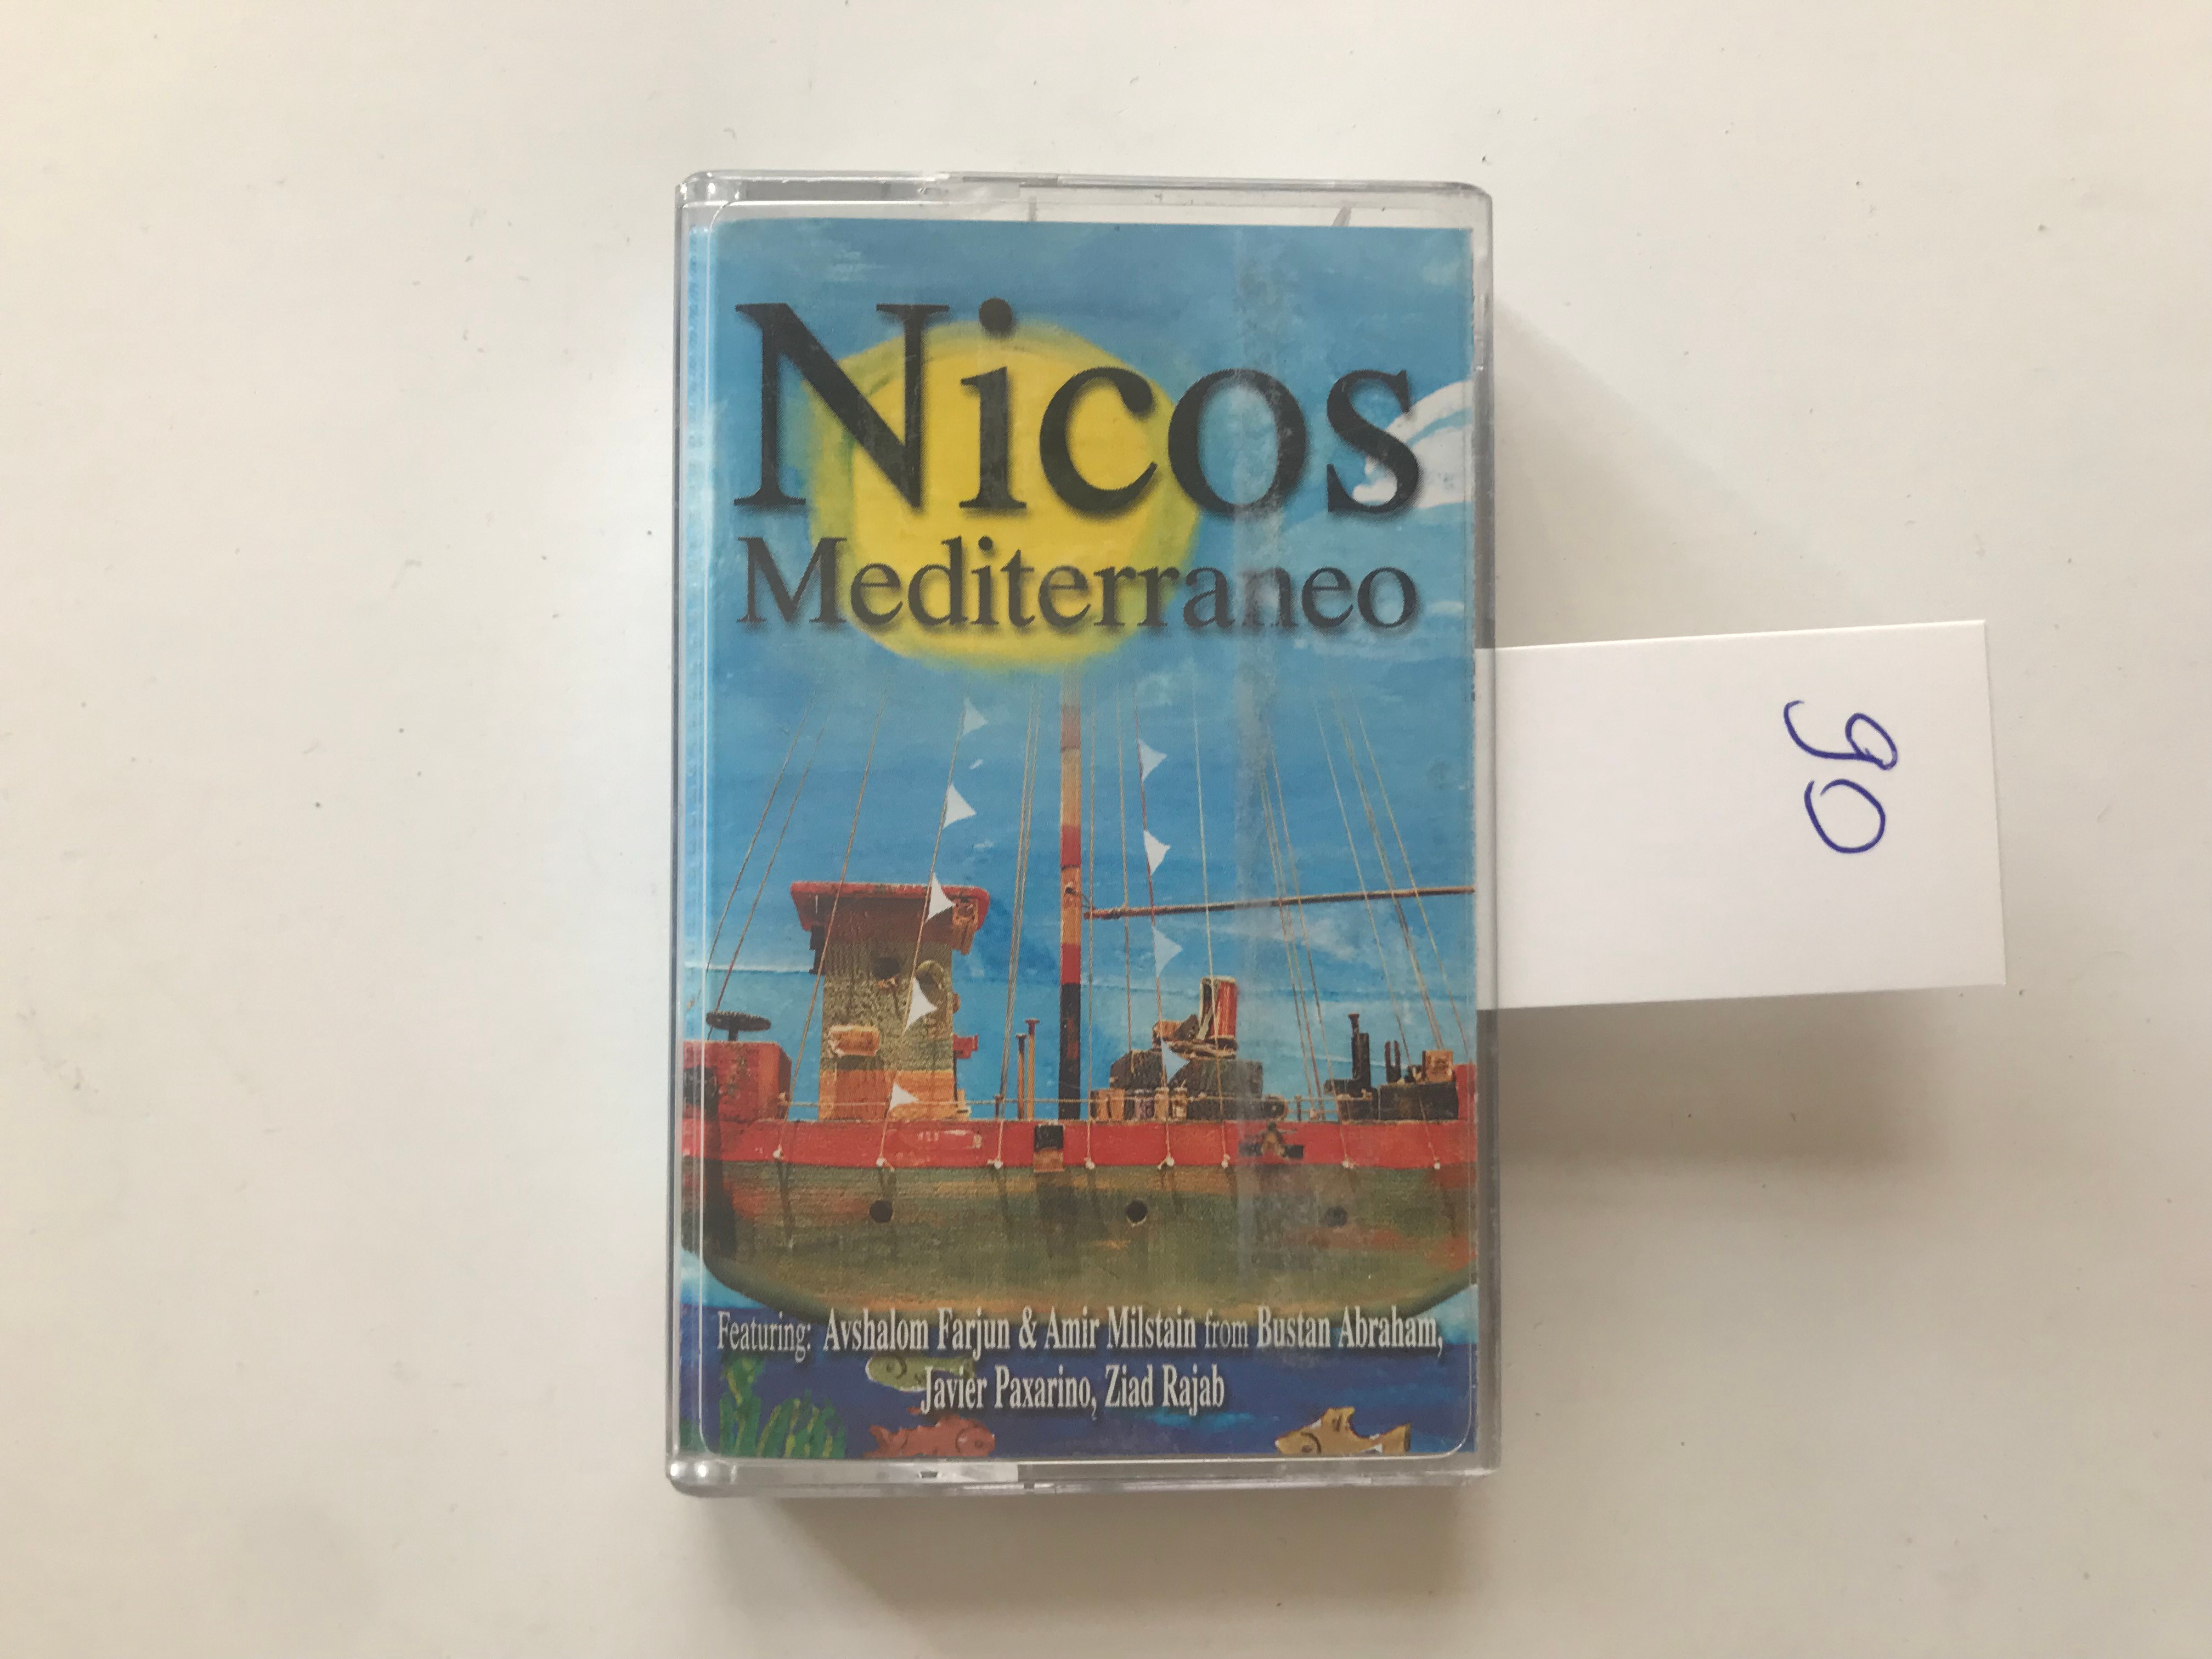 Nicos
Mediterraneo
Featuring: Avshalom Farjun & Amir Milstain from Bustan Abraham,
Javier Paxarino, Ziad Rajab
90